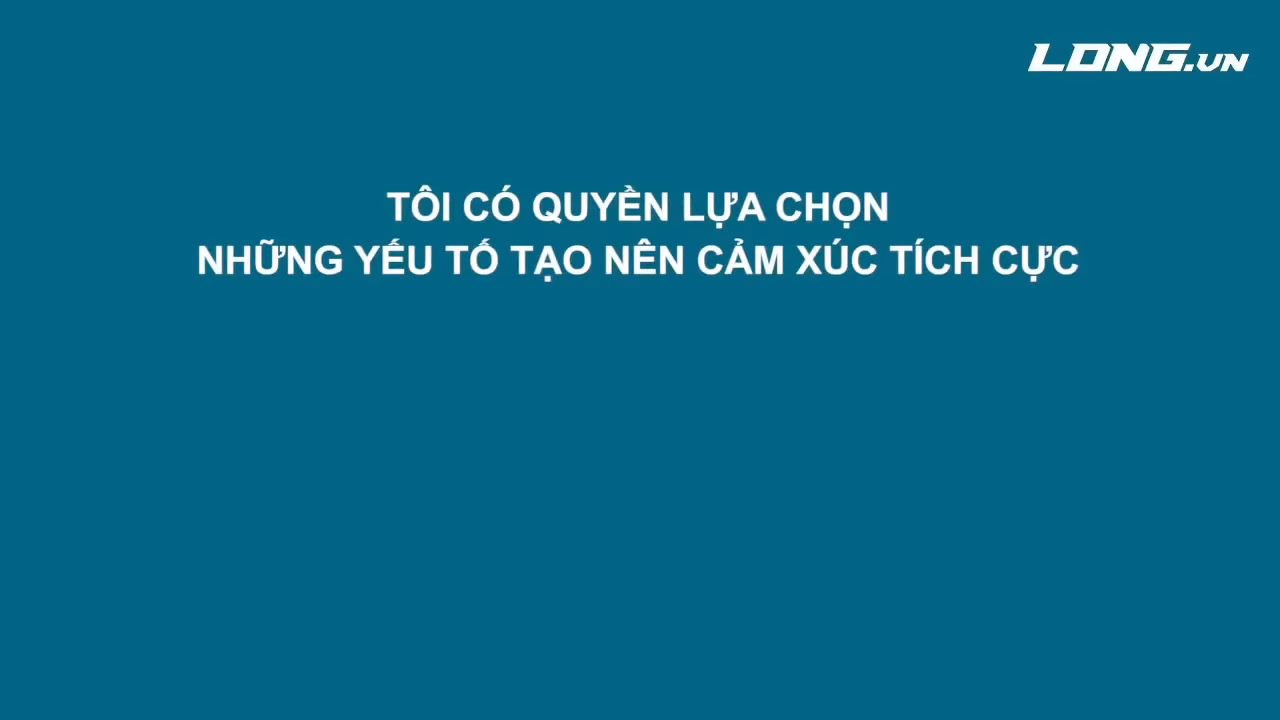 LONG.VN
TÔI CÓ QUYỀN LỰA CHỌN
NHỮNG YẾU TỐ TẠO NÊN CẢM XÚC TÍCH CỰC